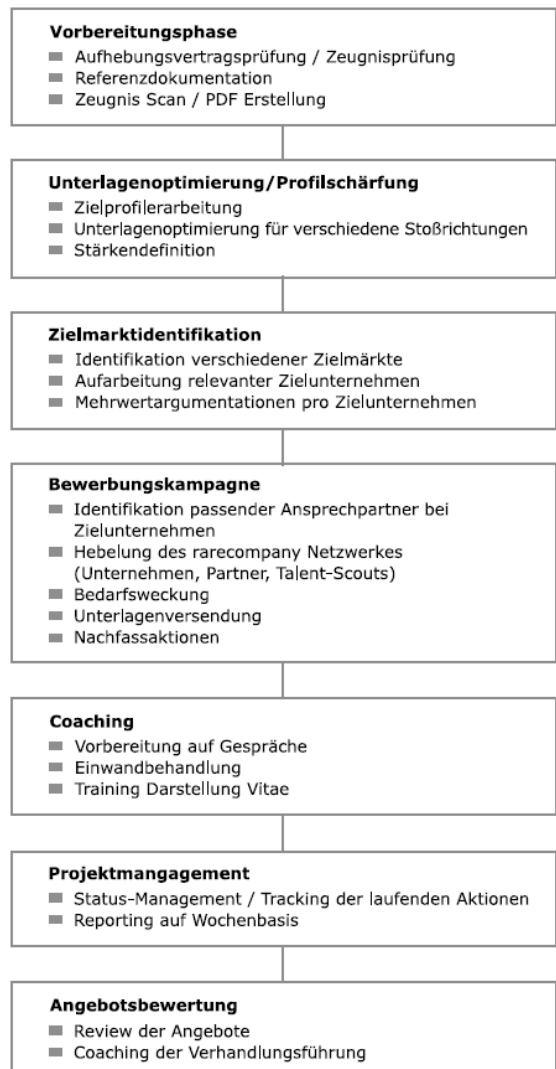 Vorbereitungsphase
Aufhebungsvertragsprüfung / Zeugnisprüfung
Referenzdokumentation
Zeugnis Scan / PDF Erstellung
Unterlagenoptimierung/Profilschärfung
Zielprofilerarbeitung
Unterlagenoptimierung für verschiedene Stoßrichtungen
Stärkendefinition
Zielmarktidentifikation
Identifikation verschiedener Zielmärkte
Aufarbeitung relevanter Zielunternehmen
Mehrwertargumentationen pro Zielunternehmen
Bewerbungskampagne
Identifikation passender Ansprechpartner bei
Zielunternehmen
Hebelung des rarecompany Netzwerkes
(Unternehmen, Partner, Talent-Scouts)
Bedarfsweckung
Unterlagenversendung
Nachfassaktionen
Coaching
Vorbereitung auf Gespräche
Einwandbehandlung
Training Darstellung Vitae
Projektmangagement
Status-Management / Tracking der laufenden Aktionen
Reporting auf Wochenbasis
Angebotsbewertung
Review der Angebote
Coaching der Verhandlungsführung